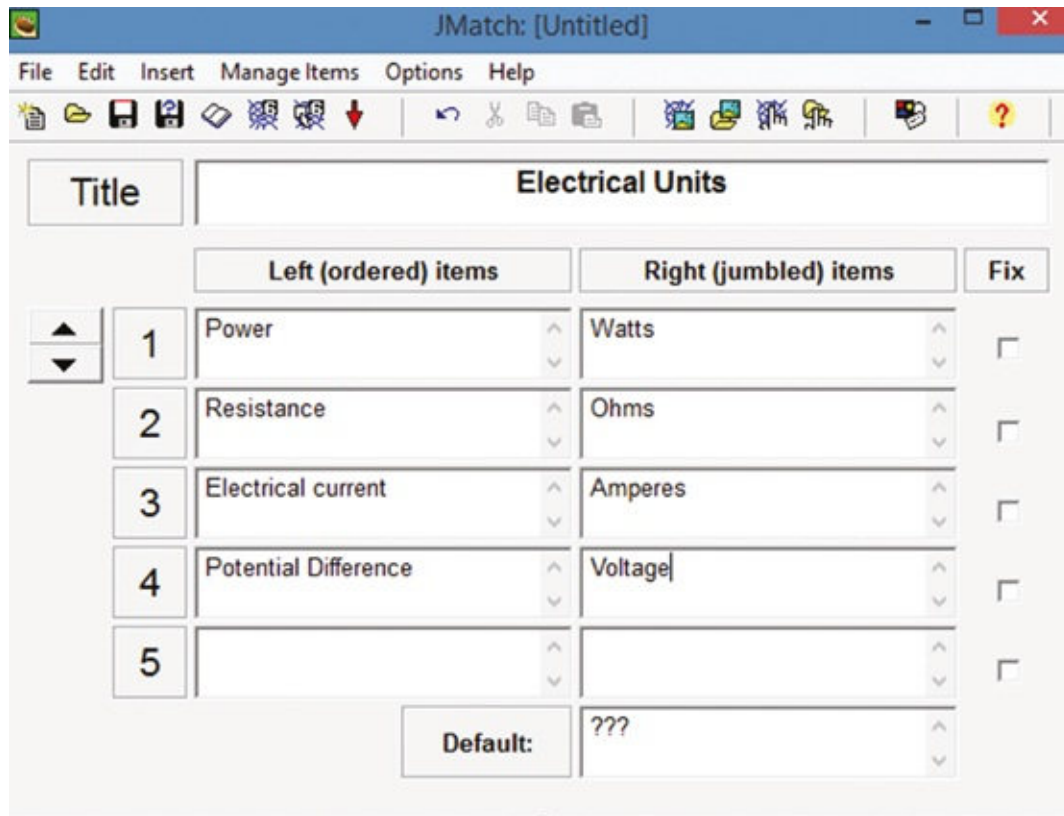 JMatch: [Untitled]
File Edit Insert Manage Items Options Help
Title
Electrical Units
Left (ordered) items Right (jumbled) items Fix
1 Power Watts
2 Resistance Ohms
3 Electrical current Amperes
4 Potential Difference Voltage
5
Default: ???